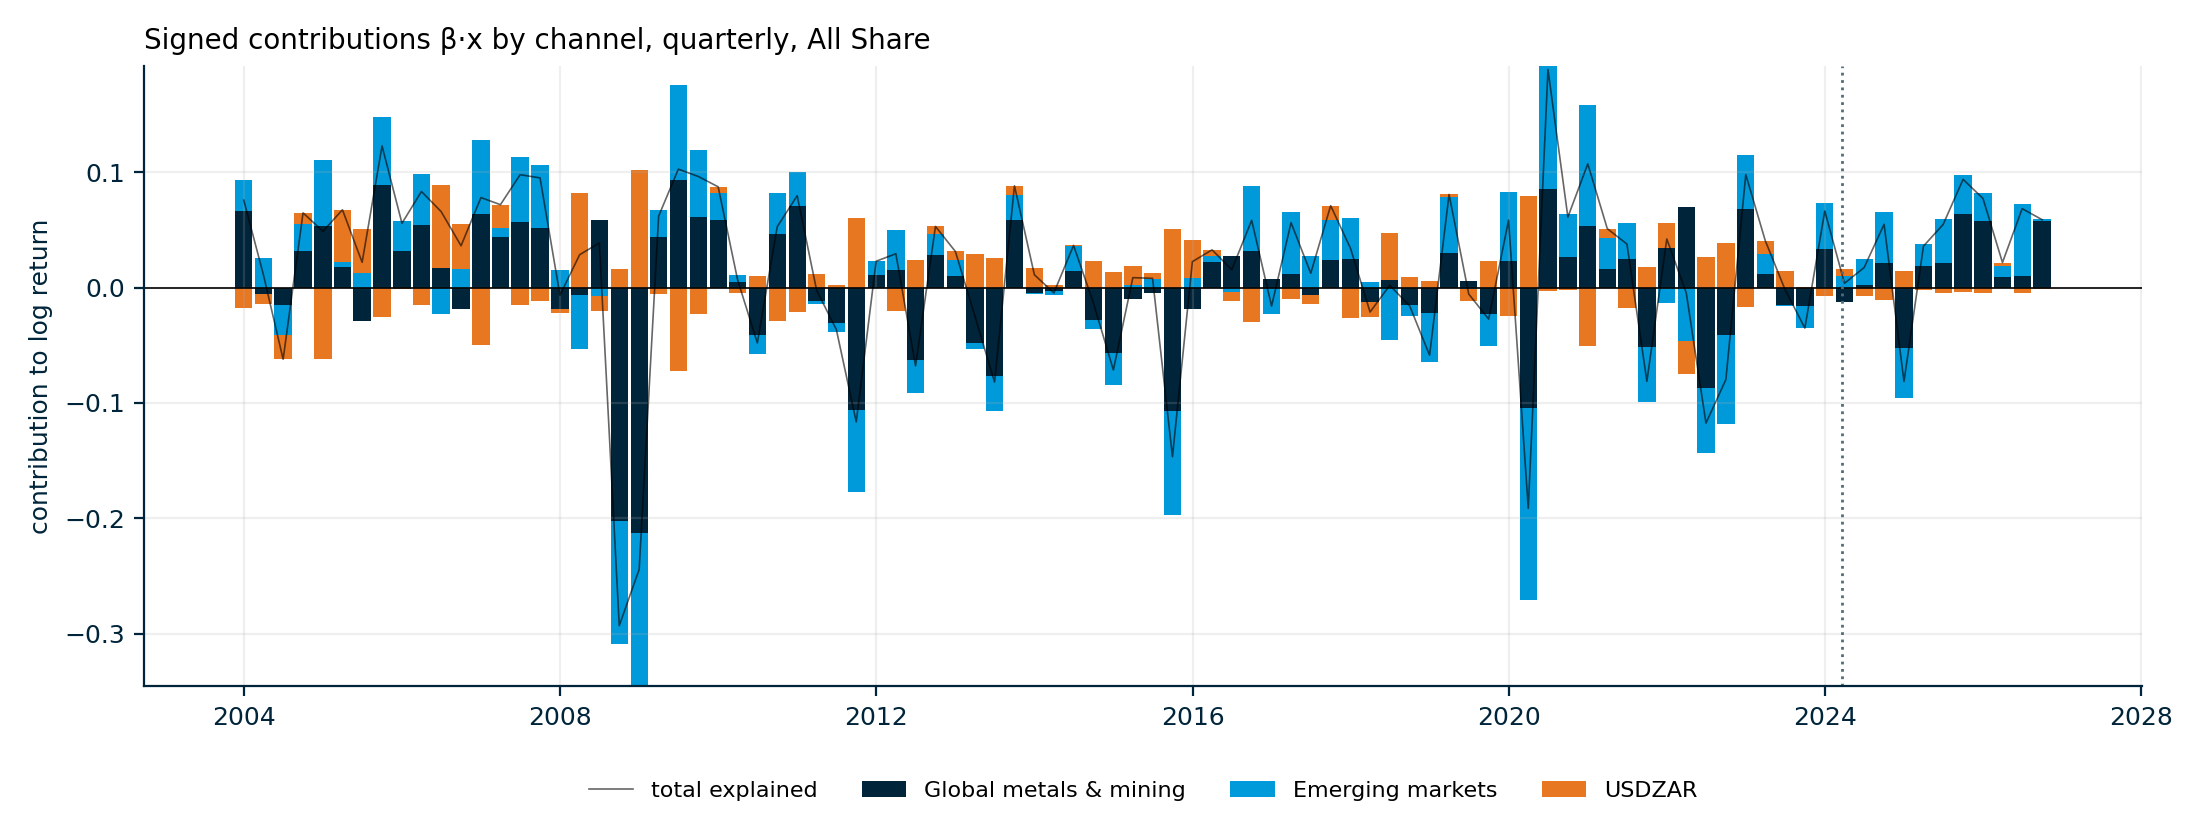 Signed contributions β·x by channel, quarterly, All Share
contribution to log return
0.1
0.0
−0.1
−0.2
−0.3
2004 2008 2012 2016 2020 2024 2028
total explained Global metals & mining Emerging markets USDZAR